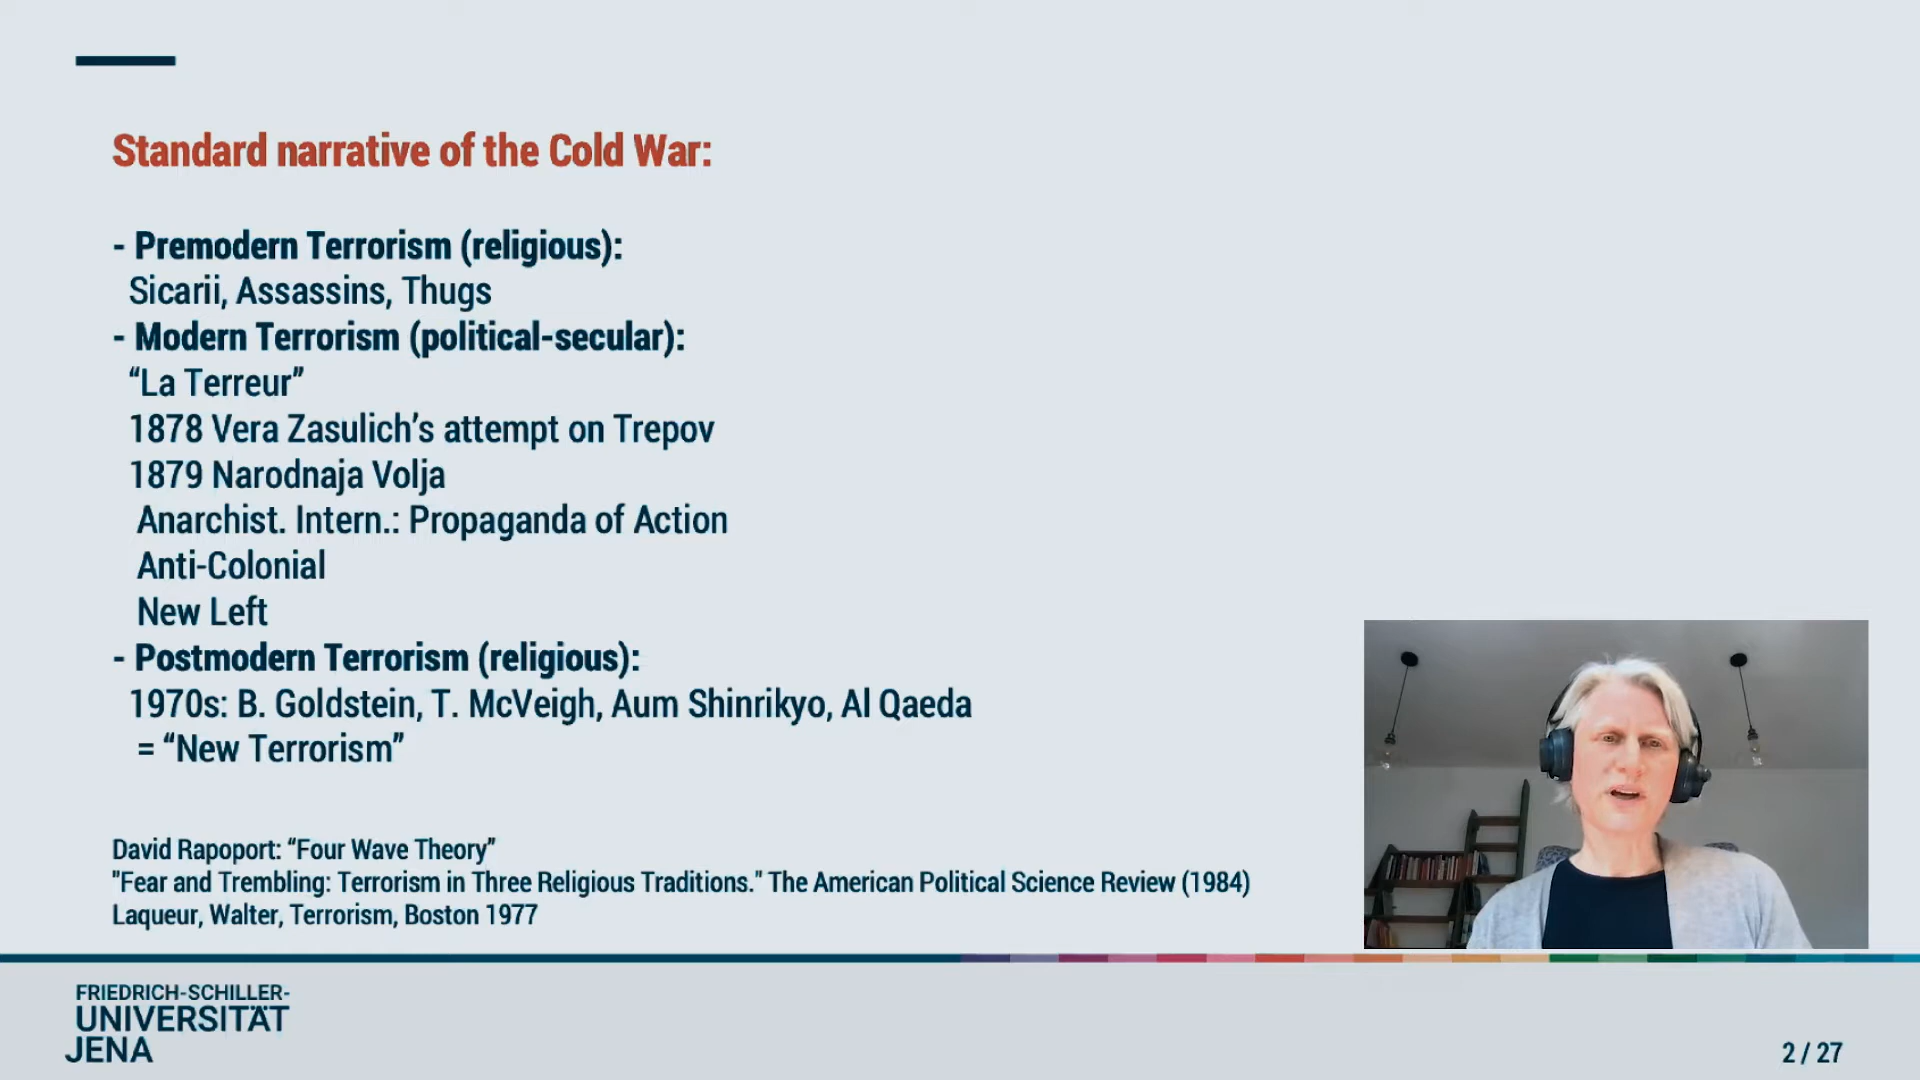 Standard narrative of the Cold War:
- Premodern Terrorism (religious):
Sicarii, Assassins, Thugs
- Modern Terrorism (political-secular):
“La Terreur”
1878 Vera Zasulich’s attempt on Trepov
1879 Narodnaja Volja
Anarchist. Intern.: Propaganda of Action
Anti-Colonial
New Left
- Postmodern Terrorism (religious):
1970s: B. Goldstein, T. McVeigh, Aum Shinrikyo, Al Qaeda
= “New Terrorism”
David Rapoport: “Four Wave Theory”
"Fear and Trembling: Terrorism in Three Religious Traditions." The American Political Science Review (1984)
Laqueur, Walter, Terrorism, Boston 1977
FRIEDRICH-SCHILLER-
UNIVERSITÄT
JENA
2 / 27